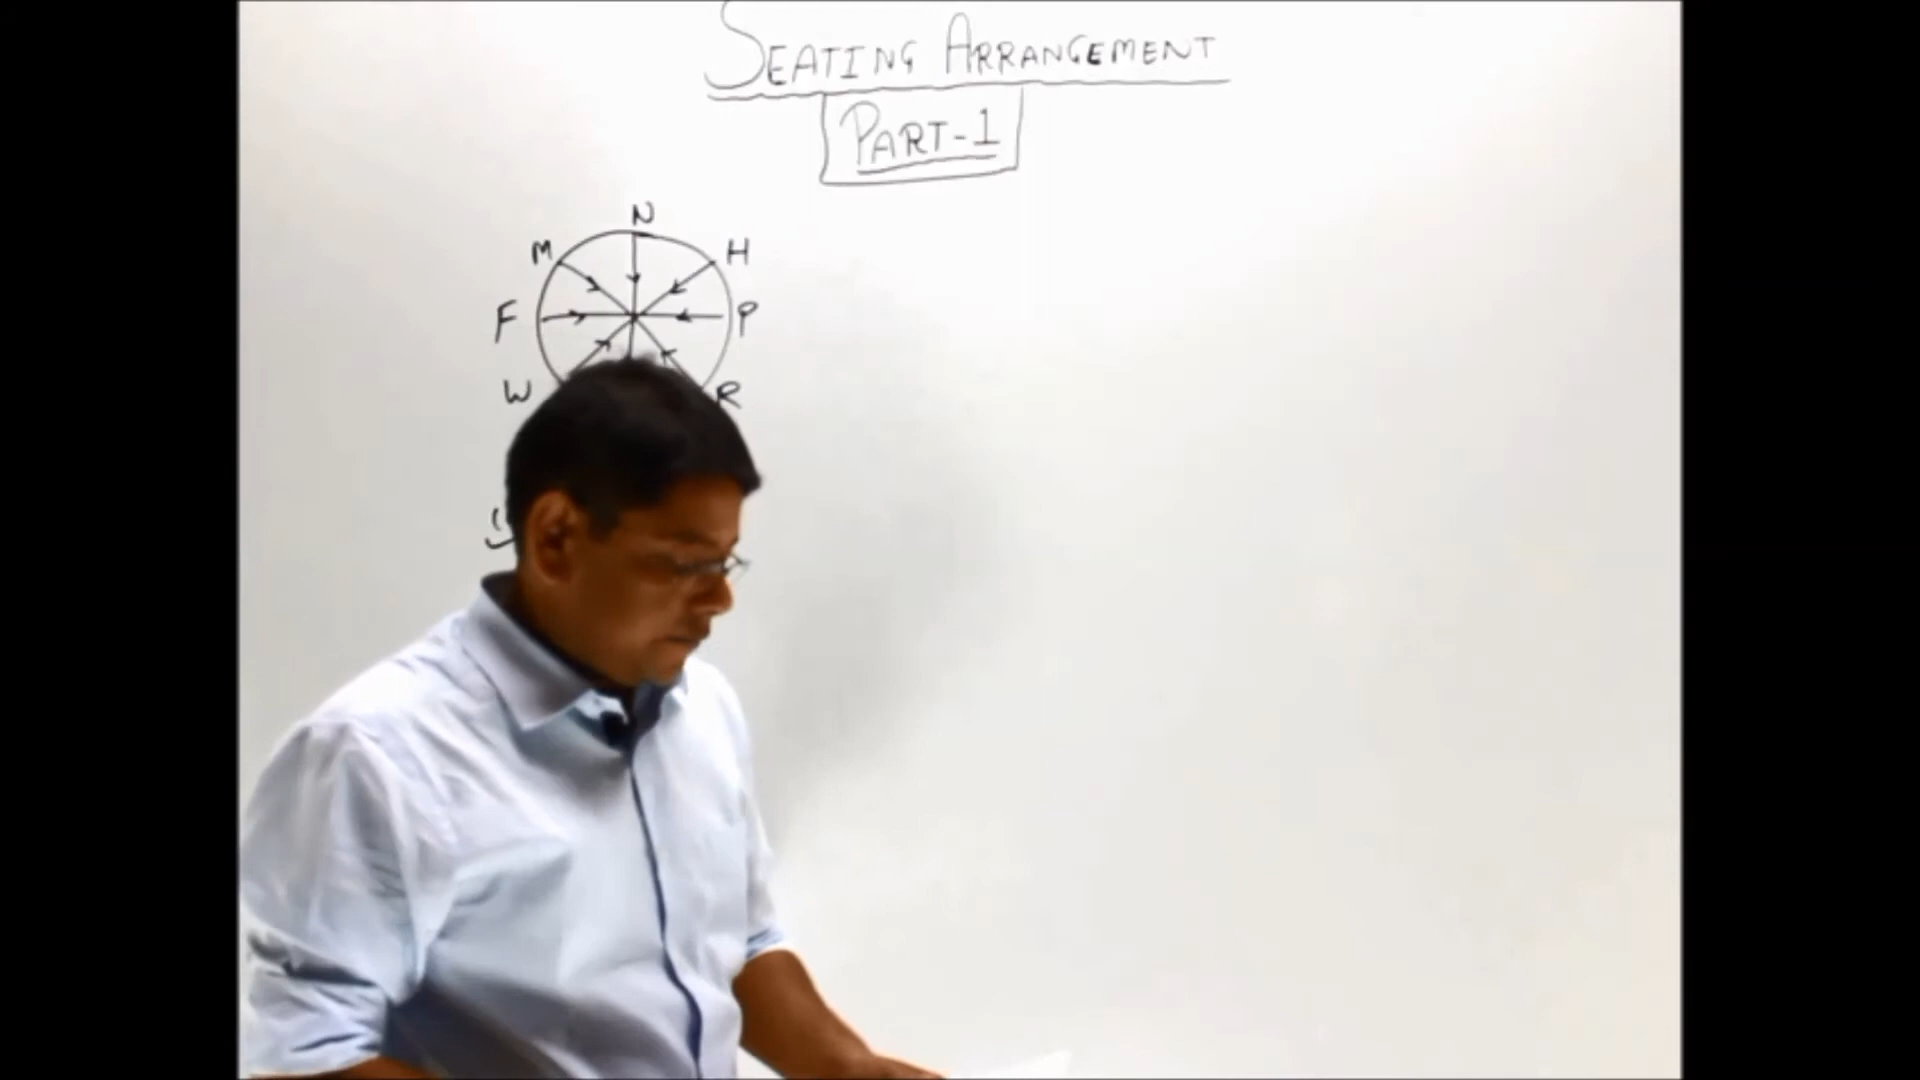 SEATING ARRANGEMENT
PART-1
N
M H
F P
W R